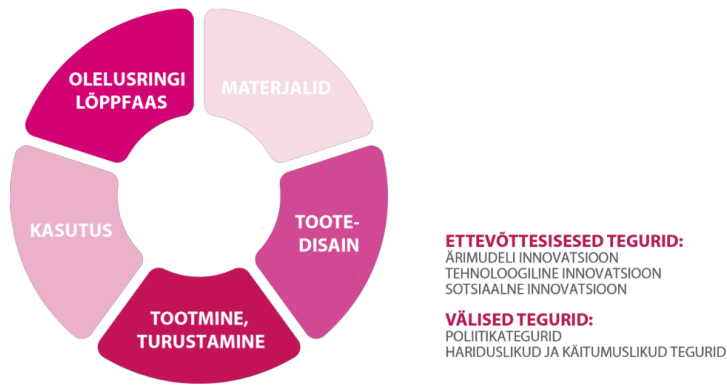 OLELUSRINGI
LÕPPFAAS
MATERJALID
TOOTE-
DISAIN
TOOTMINE,
TURUSTAMINE
KASUTUS
ETTEVÕTTESISESED TEGURID:
ÄRIMUDELI INNOVATSIOON
TEHNOLOOGILINE INNOVATSIOON
SOTSIAALNE INNOVATSIOON
VÄLISED TEGURID:
POLIITIKATEGURID
HARIDUSLIKUD JA KÄITUMUSLIKUD TEGURID